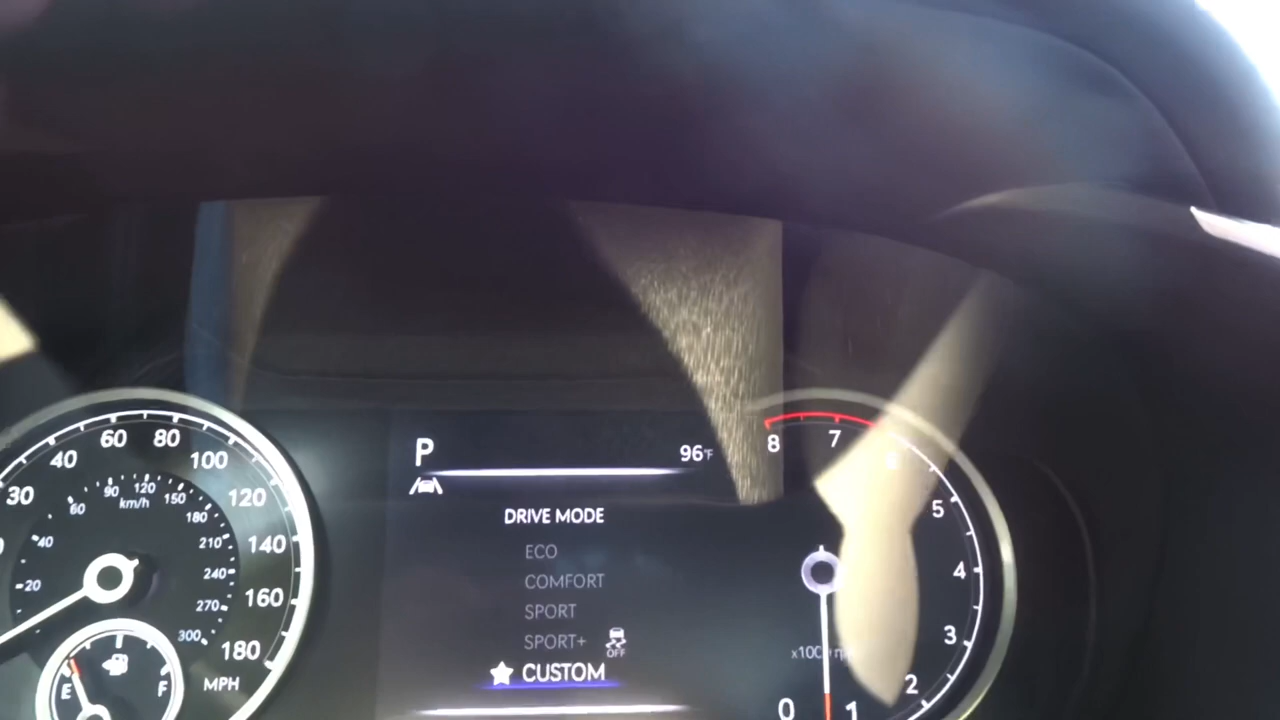 P
96°F
DRIVE MODE
ECO
COMFORT
SPORT
SPORT+ OFF
CUSTOM
30 40 60 80 100 120 140 160 180
MPH
20 40 60 90 120 150 180 210 240 270 300
km/h
E F
8 7 6 5 4 3 2 1 0